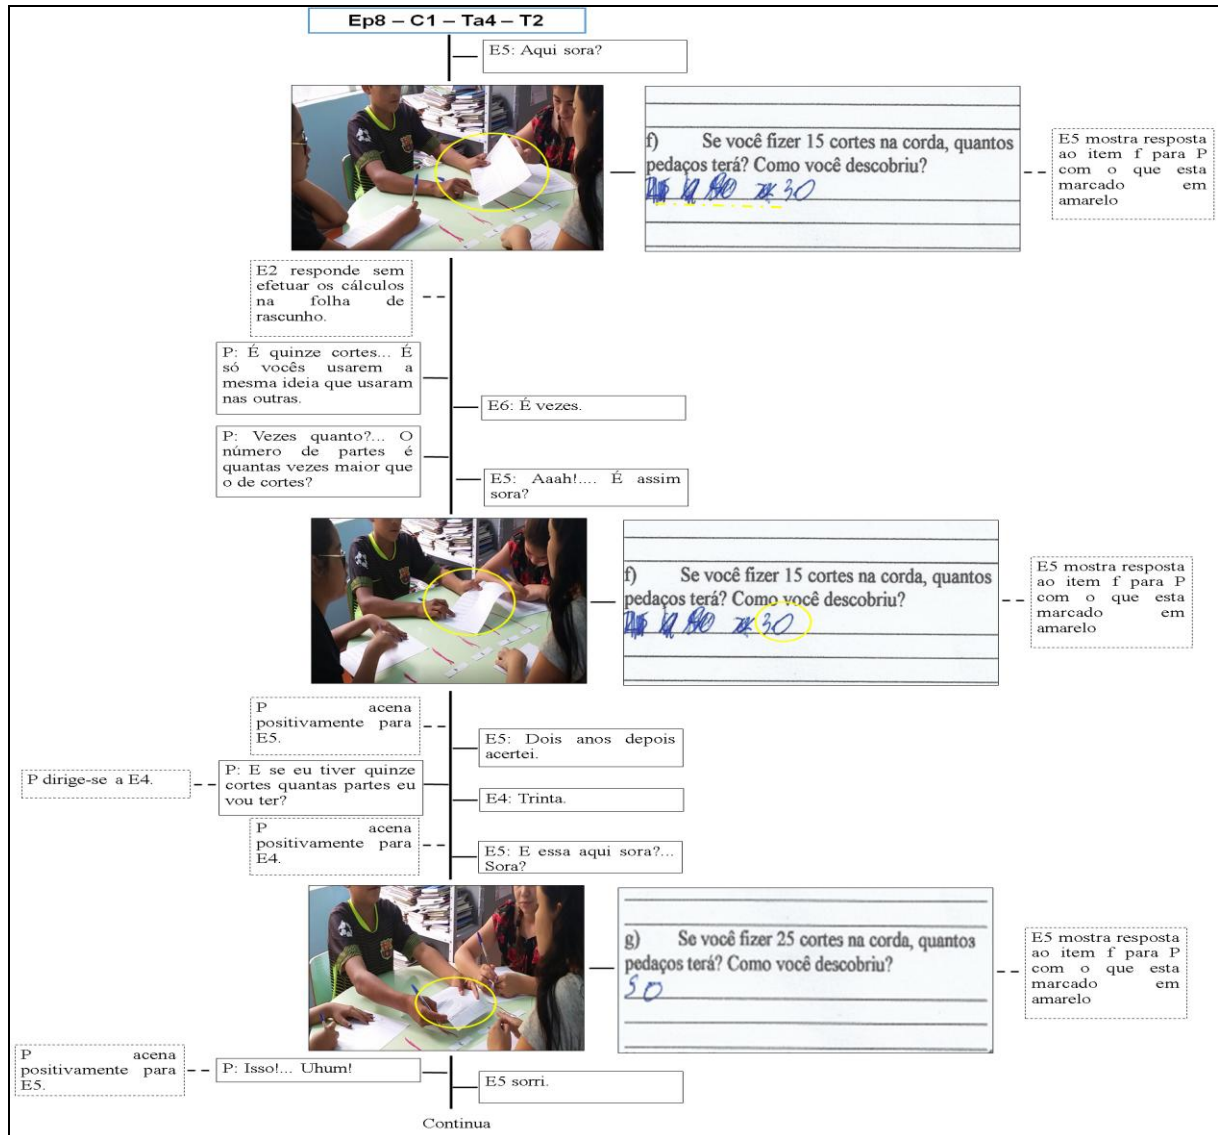 Ep8 – C1 – Ta4 – T2
E5: Aqui sora?
f) Se você fizer 15 cortes na corda, quantos
pedaços terá? Como você descobriu?
30
E5 mostra resposta
ao item f para P
com o que esta
marcado em
amarelo
E2 responde sem
efetuar os cálculos
na folha de
rascunho.
P: É quinze cortes... É
só vocês usarem a
mesma ideia que usaram
nas outras.
E6: É vezes.
P: Vezes quanto?... O
número de partes é
quantas vezes maior que
o de cortes?
E5: Aaah!.... É assim
sora?
f) Se você fizer 15 cortes na corda, quantos
pedaços terá? Como você descobriu?
30
E5 mostra resposta
ao item f para P
com o que esta
marcado em
amarelo
P acena
positivamente para
E5.
E5: Dois anos depois
acertei.
P dirige-se a E4.
P: E se eu tiver quinze
cortes quantas partes eu
vou ter?
E4: Trinta.
P acena
positivamente para
E4.
E5: E essa aqui sora?...
Sora?
g) Se você fizer 25 cortes na corda, quantos
pedaços terá? Como você descobriu?
50
E5 mostra resposta
ao item f para P
com o que esta
marcado em
amarelo
P acena
positivamente para
E5.
P: Isso!... Uhum!
E5 sorri.
Continua